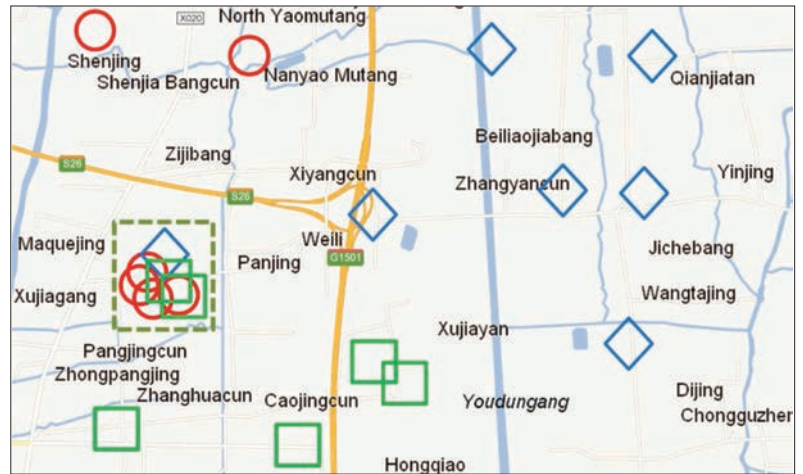 X020
North Yaomutang
Shenjing
Shenjia Bangcun
Nanyao Mutang
Qianjiatan
Beiliaojiabang
Zijibang
S26
Xiyangcun
S26
Zhangyancun
Yinjing
Maquejing
Weili
Panjing
G1501
Jichebang
Xujiagang
Wangtajing
Xujiayan
Pangjingcun
Zhongpangjing
Zhanghuacun
Caojingcun
Youdungang
Dijing
Chongguzher
Hongqiao